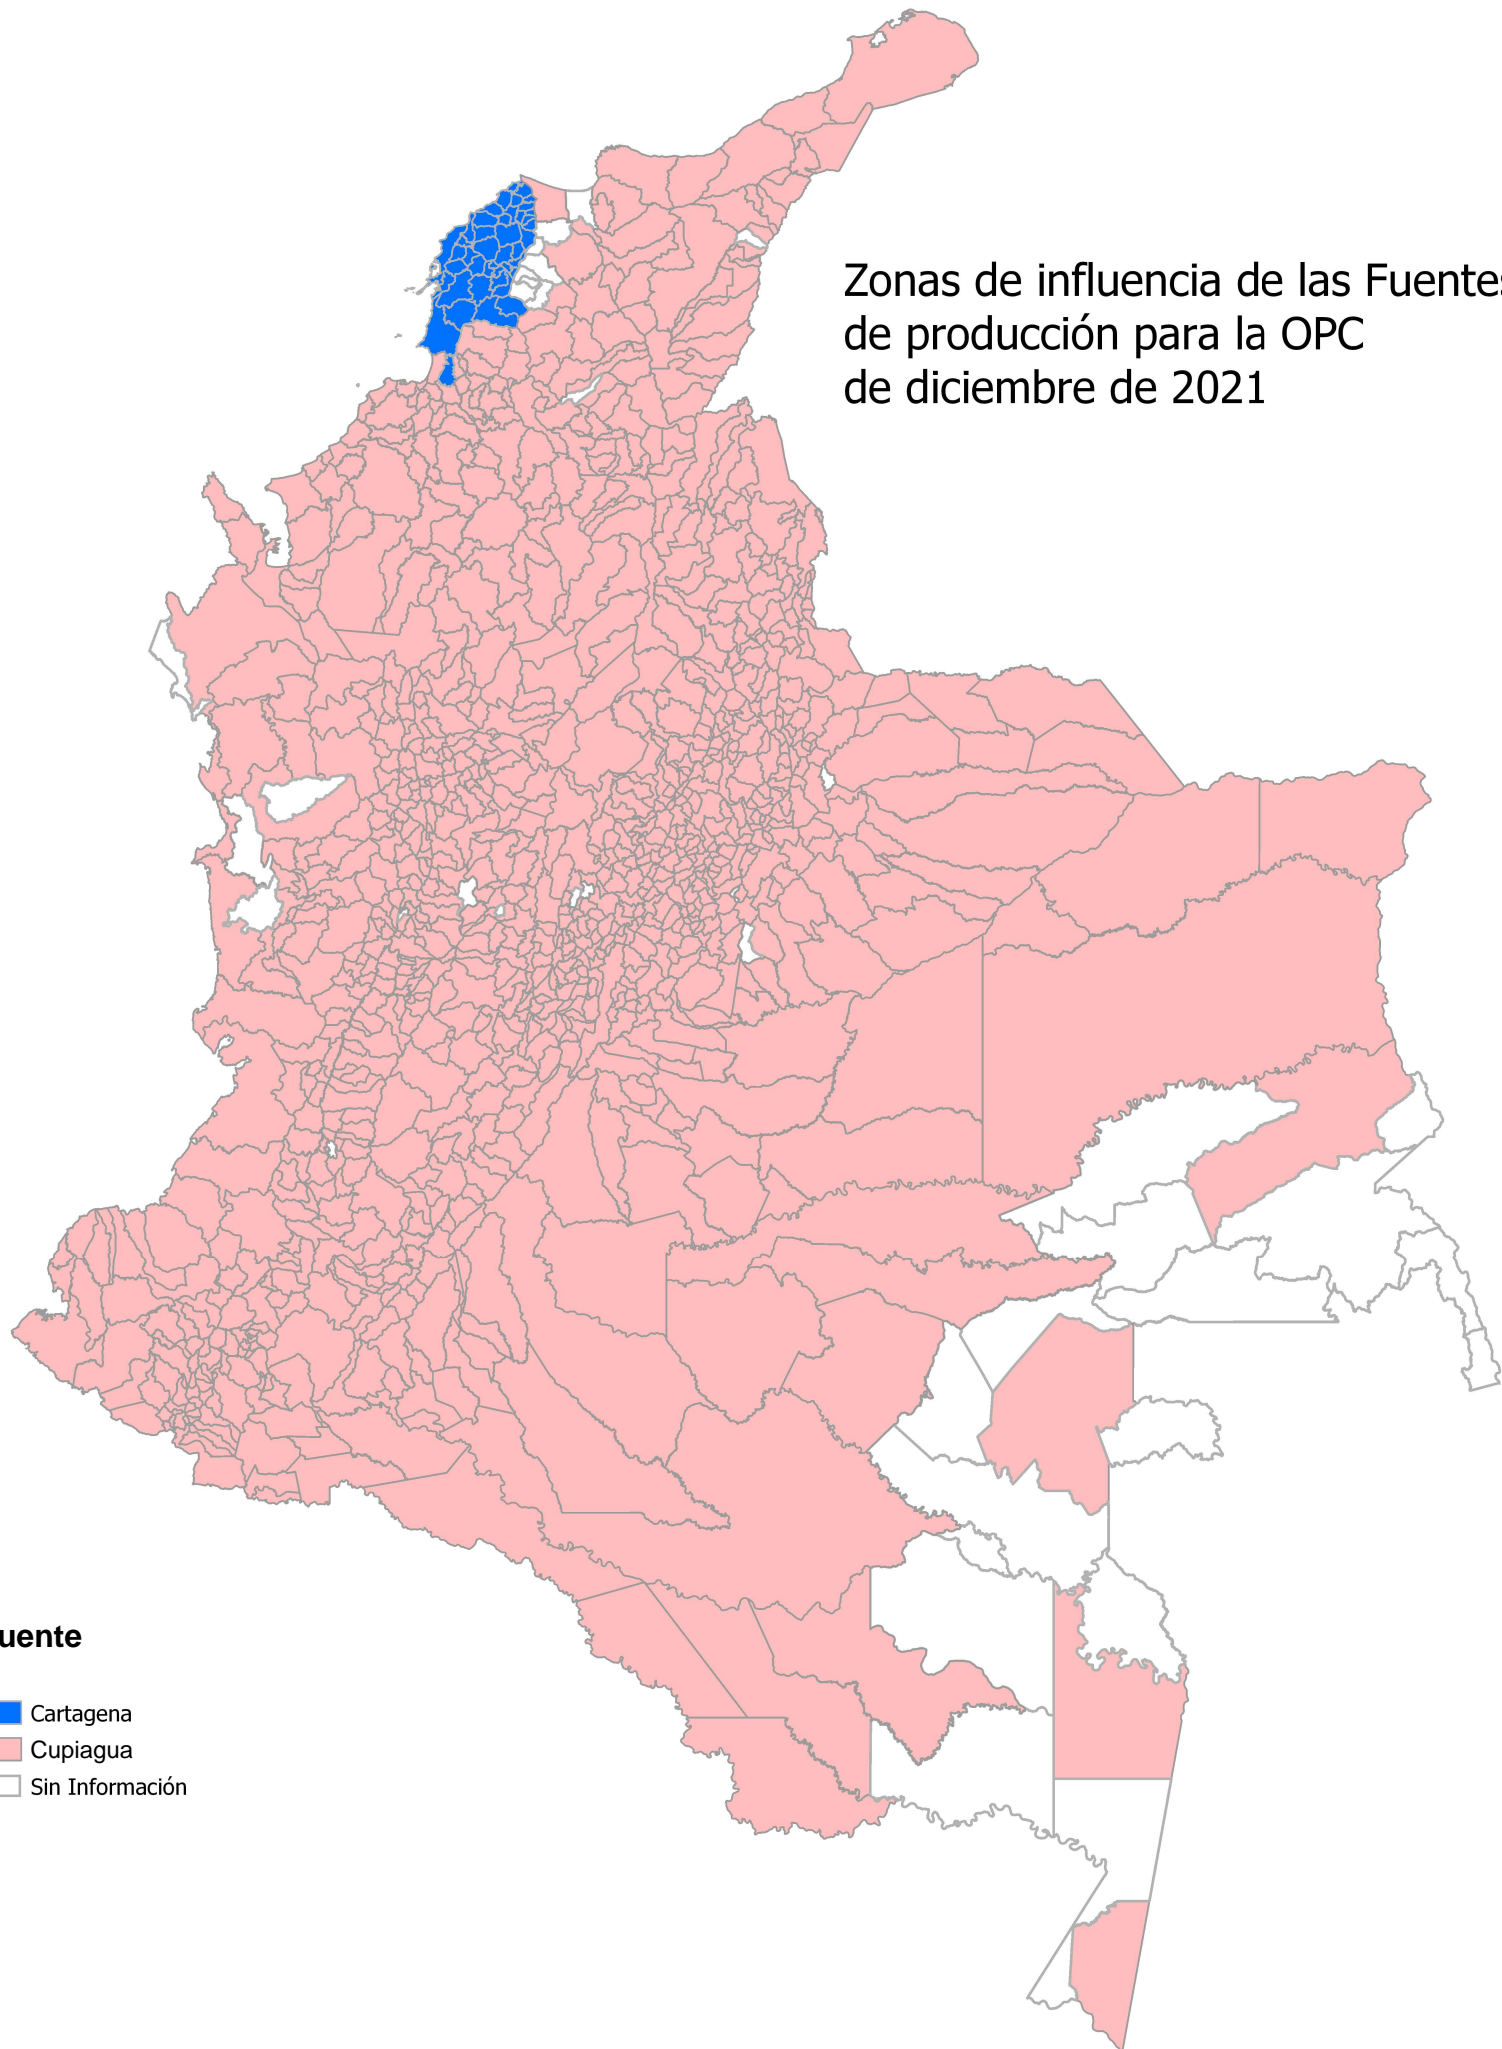 Zonas de influencia de las Fuentes
de producción para la OPC
de diciembre de 2021
uente
Cartagena
Cupiagua
Sin Información